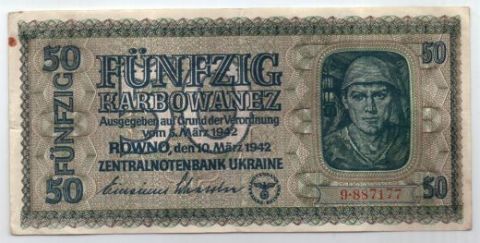 50
FÜNFZIG
50
FÜNFZIG
KARBOWANEZ
Ausgegeben auf Grund der Verordnung
vom 5. März 1942
ROWNO, den 10. März 1942
ZENTRALNOTENBANK UKRAINE
50
9·887177
50